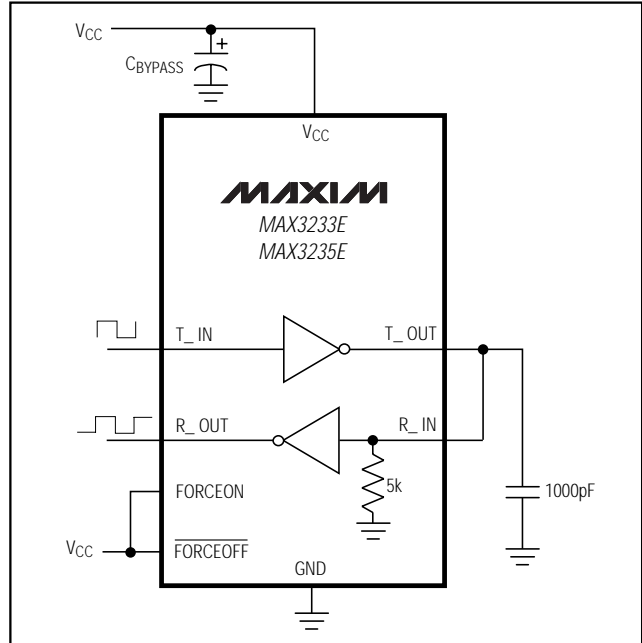 VCC
+
CBYPASS
VCC
MAXIM
MAX3233E
MAX3235E
T_ IN
T_ OUT
R_ OUT
R_ IN
5k
1000pF
FORCEON
VCC
FORCEOFF
GND